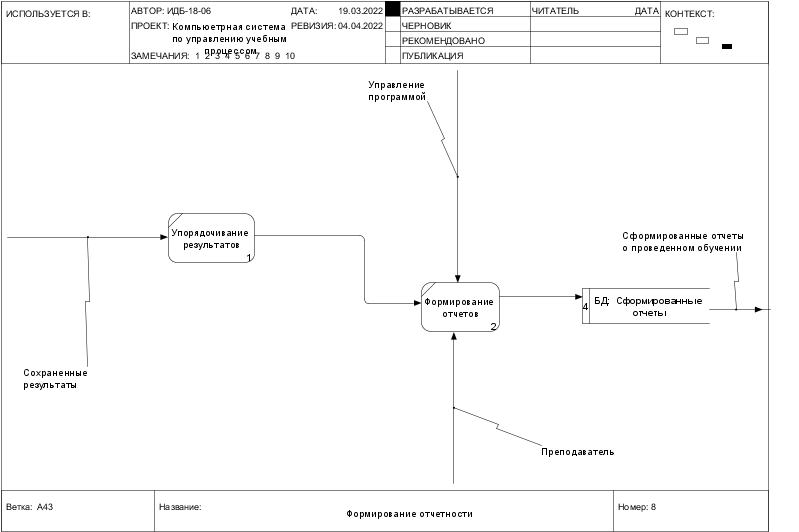 ИСПОЛЬЗУЕТСЯ В:
АВТОР: ИДБ-18-06
ДАТА: 19.03.2022
ПРОЕКТ: Компьюетрная система
по управлению учебным
процессом
РЕВИЗИЯ: 04.04.2022
ЗАМЕЧАНИЯ: 1 2 3 4 5 6 7 8 9 10
РАЗРАБАТЫВАЕТСЯ
ЧЕРНОВИК
РЕКОМЕНДОВАНО
ПУБЛИКАЦИЯ
ЧИТАТЕЛЬ ДАТА
КОНТЕКСТ:
Управление
программой
Упорядочивание
результатов
1
Сформированные отчеты
о проведенном обучении
Формирование
отчетов
2
4
БД: Сформированные
отчеты
Сохраненные
результаты
Преподаватель
Ветка: A43
Название:
Формирование отчетности
Номер: 8